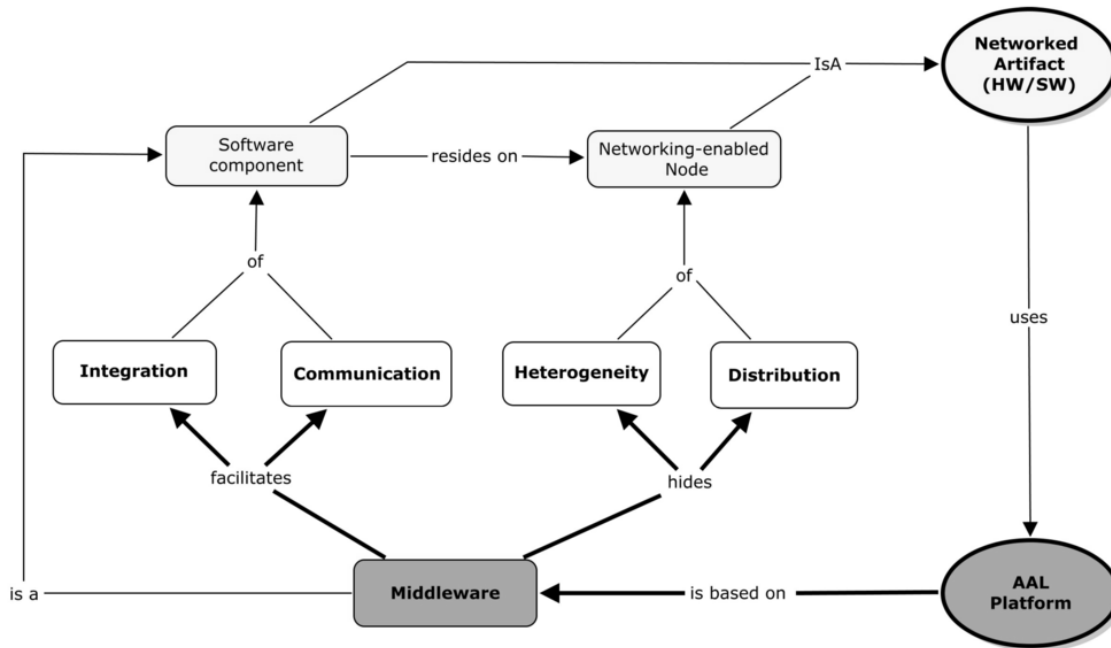 Networked
Artifact
(HW/SW)
IsA
Software
component
resides on
Networking-enabled
Node
of
of
uses
Integration
Communication
Heterogeneity
Distribution
facilitates
hides
is a
Middleware
is based on
AAL
Platform